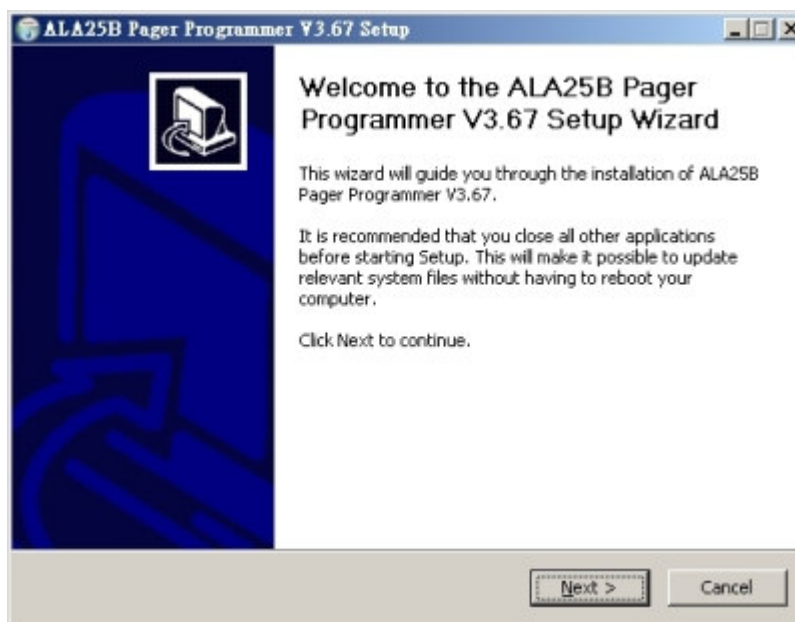 ALA25B Pager Programmer V3.67 Setup
Welcome to the ALA25B Pager
Programmer V3.67 Setup Wizard
This wizard will guide you through the installation of ALA25B
Pager Programmer V3.67.
It is recommended that you close all other applications
before starting Setup. This will make it possible to update
relevant system files without having to reboot your
computer.
Click Next to continue.
Next >
Cancel